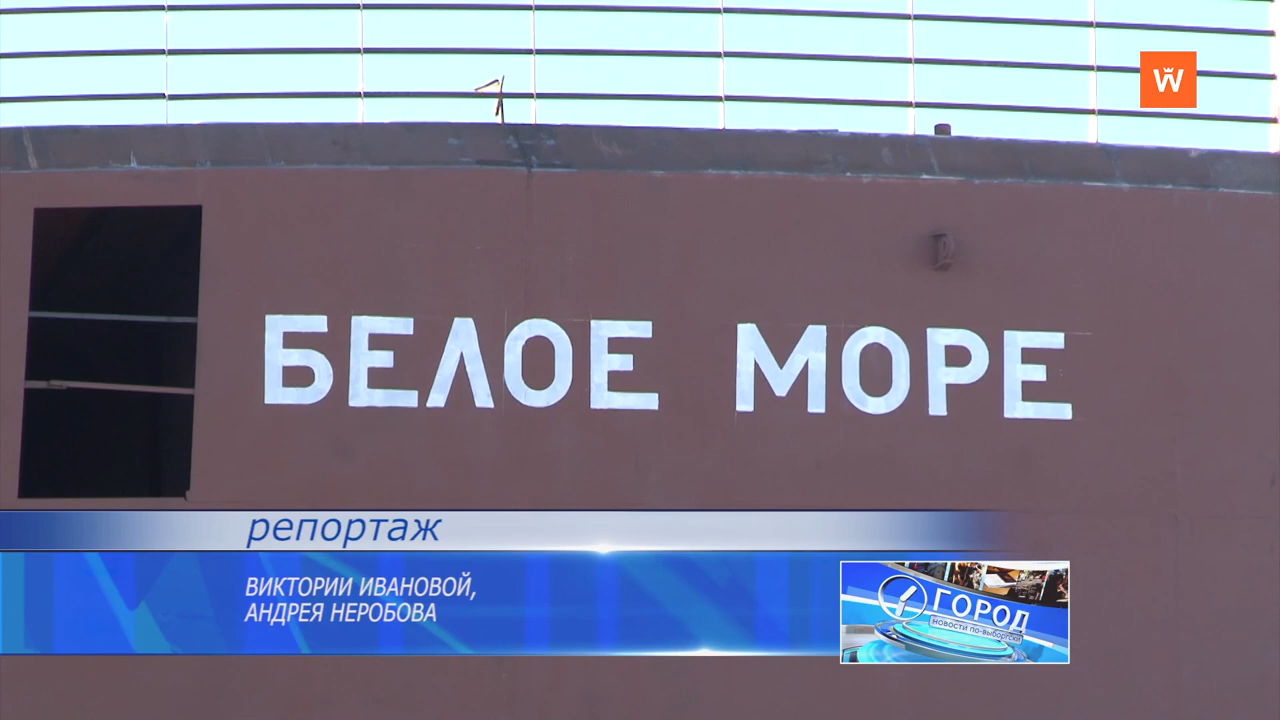 W
БЕЛОЕ МОРЕ
репортаж
ВИКТОРИИ ИВАНОВОЙ,
АНДРЕЯ НЕРОБОВА
ГОРОД
НОВОСТИ ПО-ВЫБОРГСКИ